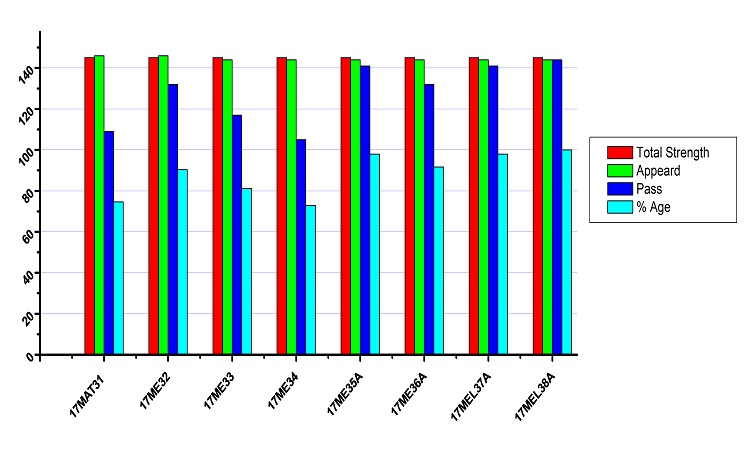 140
120
100
80
60
40
20
0
17MAT31
17ME32
17ME33
17ME34
17ME35A
17ME36A
17MEL37A
17MEL38A
Total Strength
Appeard
Pass
% Age